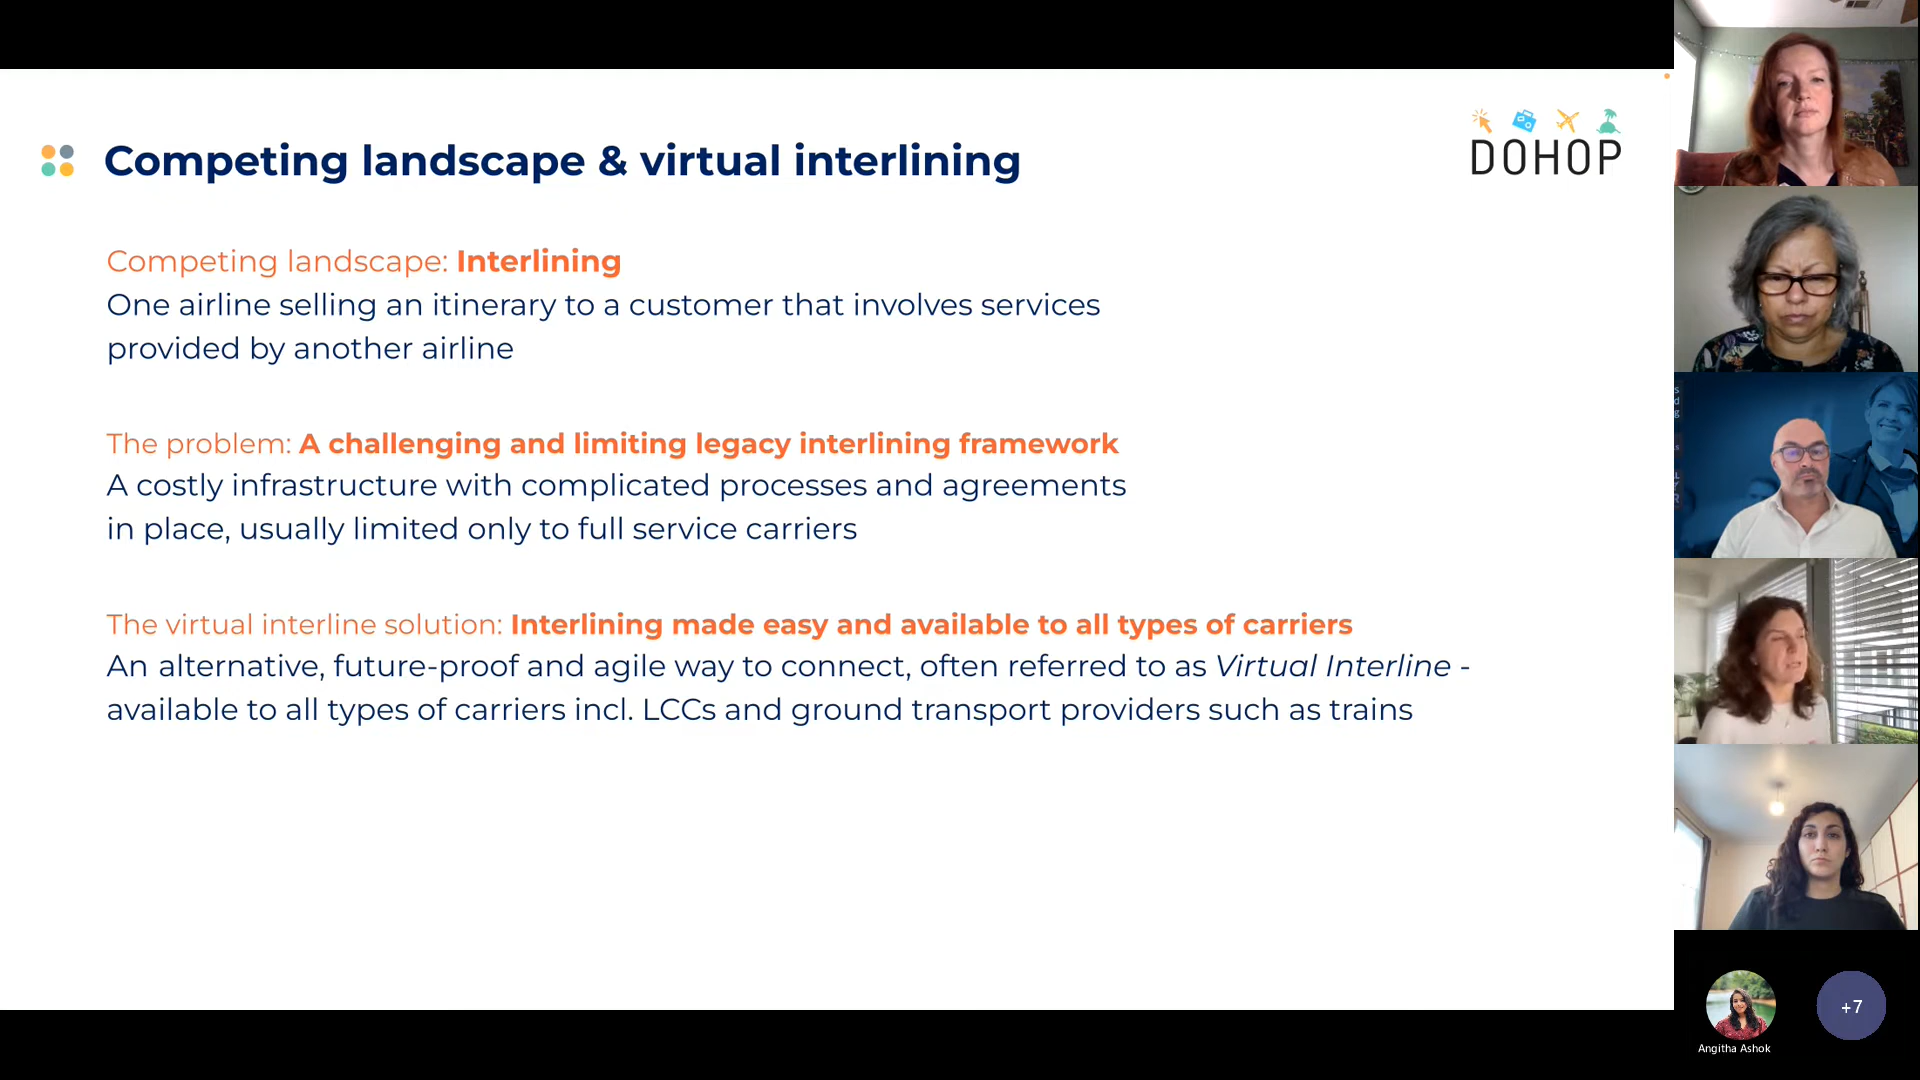 Competing landscape & virtual interlining
DOHOP
Competing landscape: Interlining
One airline selling an itinerary to a customer that involves services
provided by another airline
The problem: A challenging and limiting legacy interlining framework
A costly infrastructure with complicated processes and agreements
in place, usually limited only to full service carriers
The virtual interline solution: Interlining made easy and available to all types of carriers
An alternative, future-proof and agile way to connect, often referred to as Virtual Interline -
available to all types of carriers incl. LCCs and ground transport providers such as trains
+7
Angitha Ashok